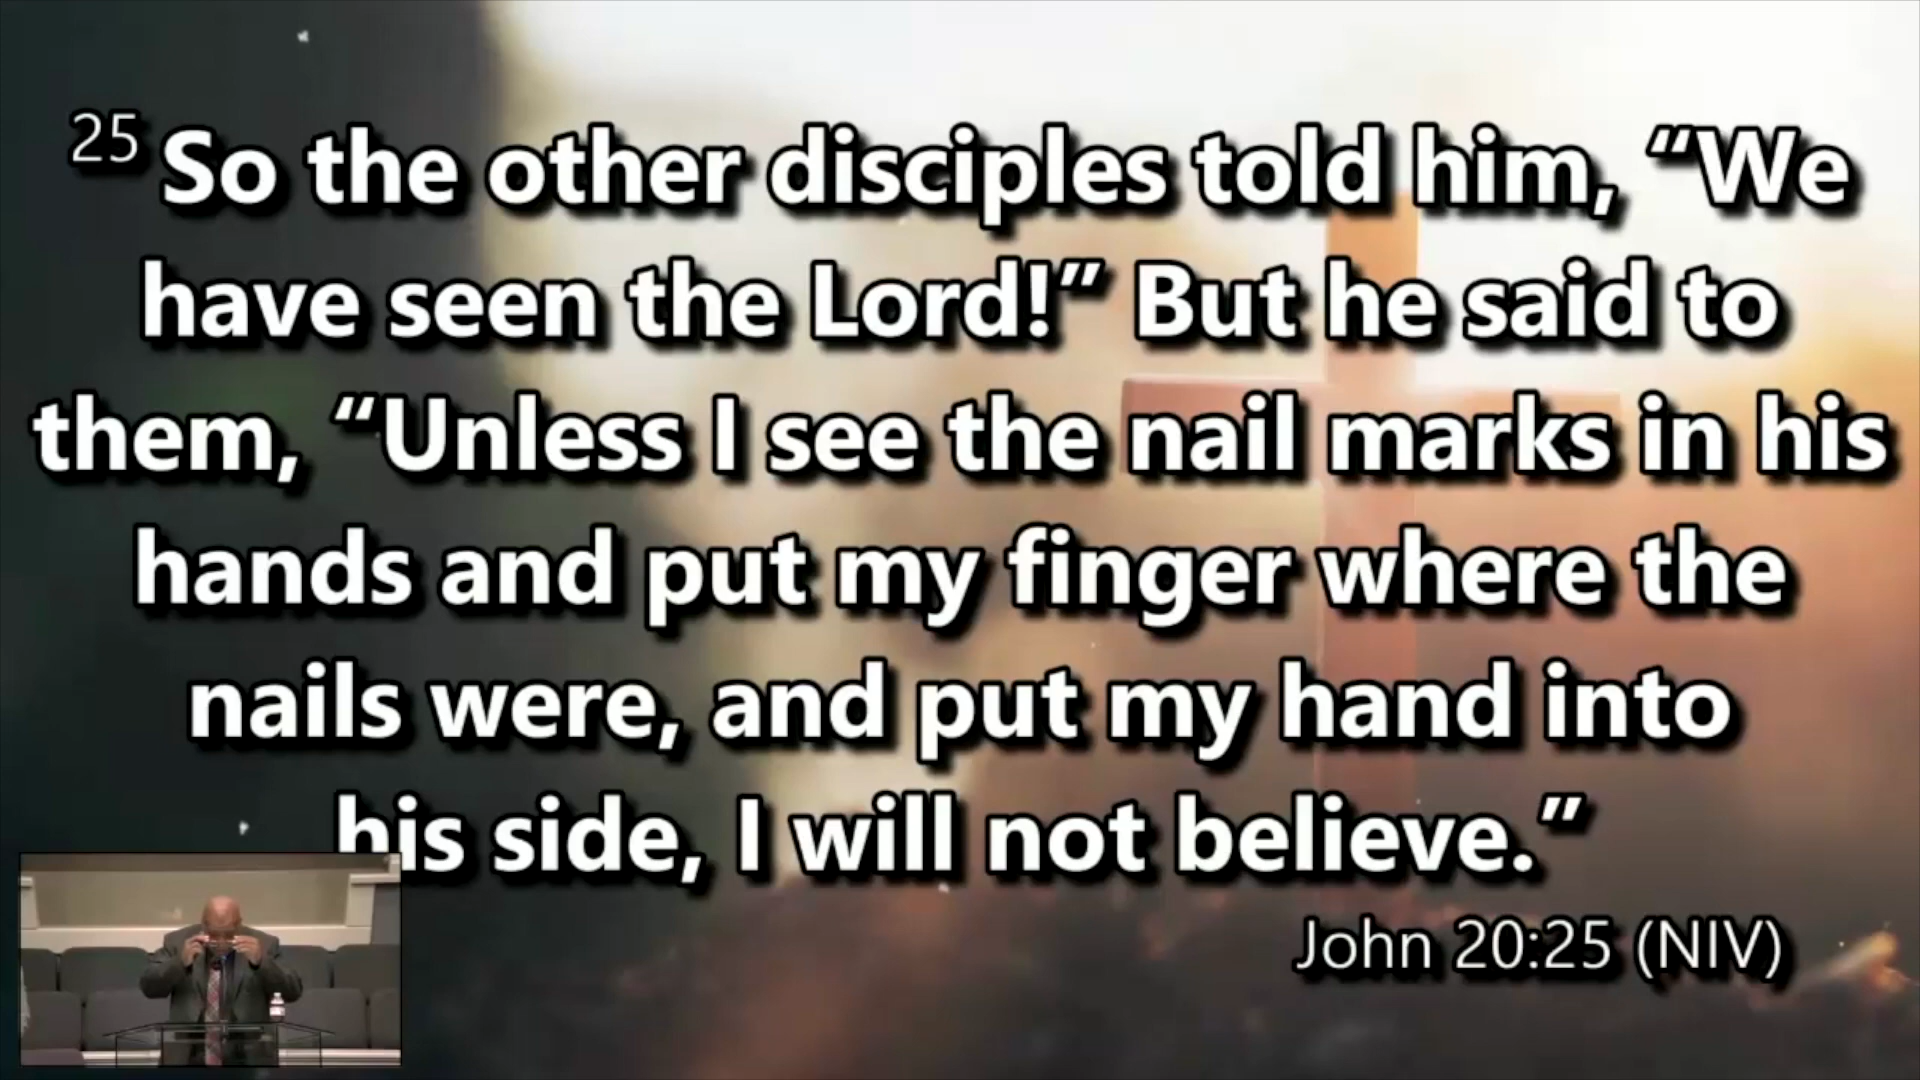 25 So the other disciples told him, “We
have seen the Lord!” But he said to
them, “Unless I see the nail marks in his
hands and put my finger where the
nails were, and put my hand into
his side, I will not believe.”
John 20:25 (NIV)